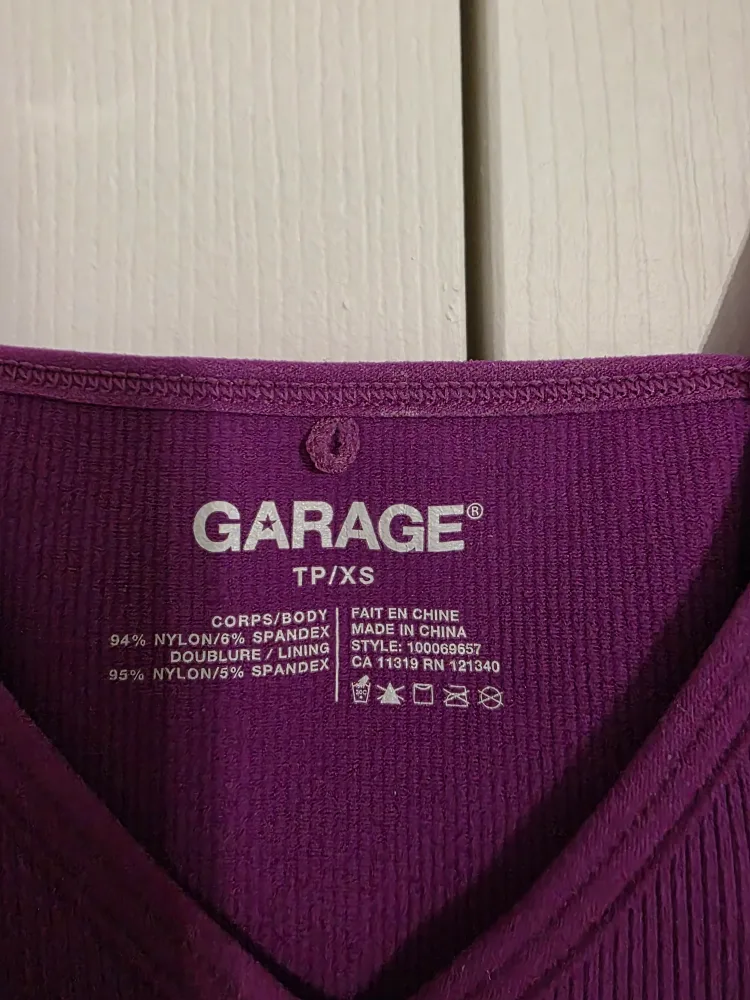 GARAGE®
TP/XS
CORPS/BODY
94% NYLON/6% SPANDEX
DOUBLURE / LINING
95% NYLON/5% SPANDEX
FAIT EN CHINE
MADE IN CHINA
STYLE: 100069657
CA 11319 RN 121340